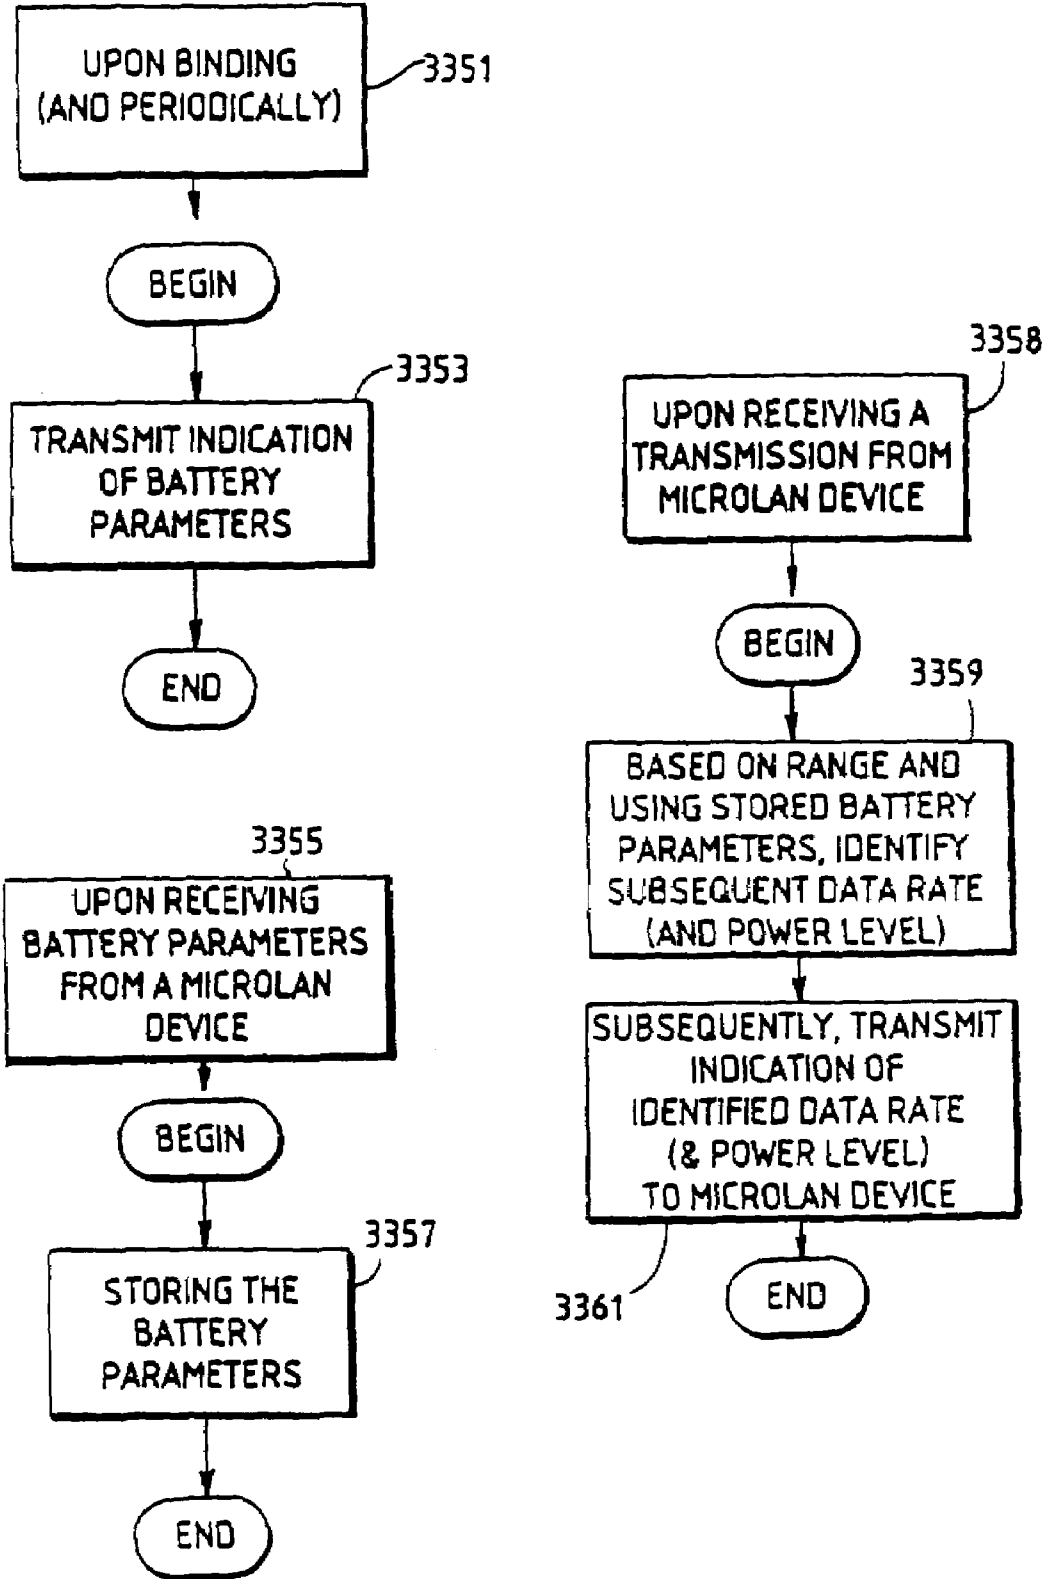 UPON BINDING
(AND PERIODICALLY)
3351
BEGIN
3353
TRANSMIT INDICATION
OF BATTERY
PARAMETERS
END
3355
UPON RECEIVING
BATTERY PARAMETERS
FROM A MICROLAN
DEVICE
BEGIN
3357
STORING THE
BATTERY
PARAMETERS
END
3358
UPON RECEIVING A
TRANSMISSION FROM
MICROLAN DEVICE
BEGIN
3359
BASED ON RANGE AND
USING STORED BATTERY
PARAMETERS, IDENTIFY
SUBSEQUENT DATA RATE
(AND POWER LEVEL)
SUBSEQUENTLY, TRANSMIT
INDICATION OF
IDENTIFIED DATA RATE
(& POWER LEVEL)
TO MICROLAN DEVICE
3361
END